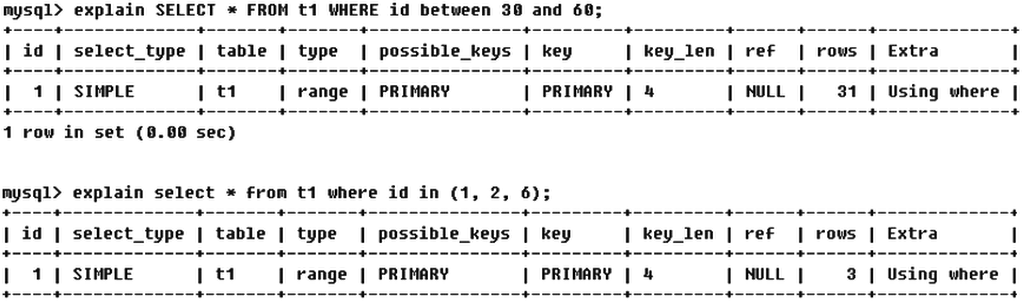 mysql> explain SELECT * FROM t1 WHERE id between 30 and 60;
+----+-------------+-------+-------+---------------+---------+---------+------+------+-------------+
| id | select_type | table | type | possible_keys | key | key_len | ref | rows | Extra |
+----+-------------+-------+-------+---------------+---------+---------+------+------+-------------+
| 1 | SIMPLE | t1 | range | PRIMARY | PRIMARY | 4 | NULL | 31 | Using where |
+----+-------------+-------+-------+---------------+---------+---------+------+------+-------------+
1 row in set (0.00 sec)
mysql> explain select * from t1 where id in (1, 2, 6);
+----+-------------+-------+-------+---------------+---------+---------+------+------+-------------+
| id | select_type | table | type | possible_keys | key | key_len | ref | rows | Extra |
+----+-------------+-------+-------+---------------+---------+---------+------+------+-------------+
| 1 | SIMPLE | t1 | range | PRIMARY | PRIMARY | 4 | NULL | 3 | Using where |
+----+-------------+-------+-------+---------------+---------+---------+------+------+-------------+